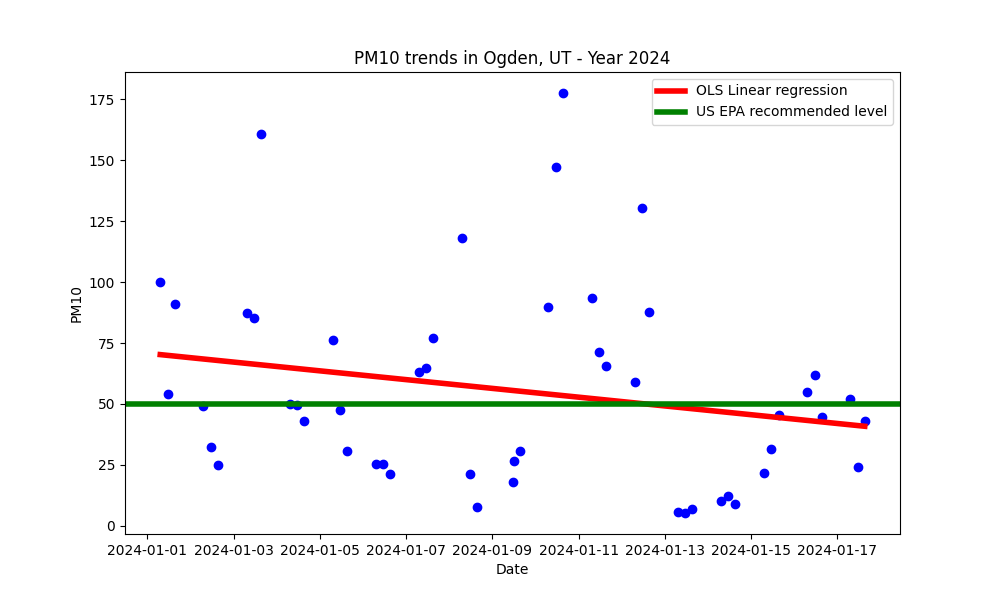 PM10 trends in Ogden, UT - Year 2024
OLS Linear regression
US EPA recommended level
PM10
175
150
125
100
75
50
25
0
2024-01-01 2024-01-03 2024-01-05 2024-01-07 2024-01-09 2024-01-11 2024-01-13 2024-01-15 2024-01-17
Date